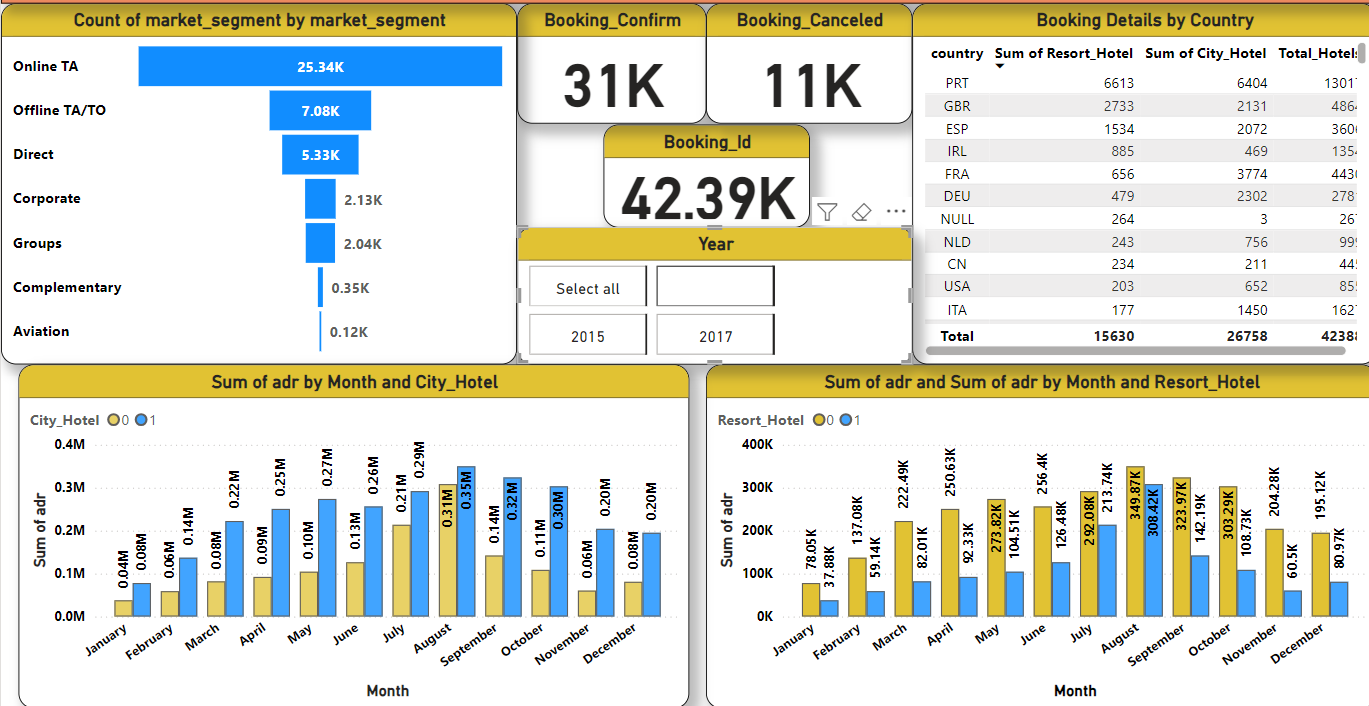 Count of market_segment by market_segment
Online TA
25.34K
Offline TA/TO
7.08K
Direct
5.33K
Corporate
2.13K
Groups
2.04K
Complementary
0.35K
Aviation
0.12K
Booking_Confirm
31K
Booking_Canceled
11K
Booking_Id
42.39K
Year
Select all
2015
2017
Booking Details by Country
country Sum of Resort_Hotel Sum of City_Hotel Total_Hotels
PRT 6613 6404 13017
GBR 2733 2131 4864
ESP 1534 2072 3606
IRL 885 469 1354
FRA 656 3774 4430
DEU 479 2302 2781
NULL 264 3 267
NLD 243 756 999
CN 234 211 445
USA 203 652 855
ITA 177 1450 1627
Total 15630 26758 42388
Sum of adr by Month and City_Hotel
City_Hotel 0 1
Sum of adr
0.4M
0.3M
0.2M
0.1M
0.0M
0.04M 0.08M
0.06M 0.14M
0.08M 0.22M
0.09M 0.25M
0.10M 0.27M
0.13M 0.26M
0.21M 0.29M
0.31M 0.35M
0.14M 0.32M
0.11M 0.30M
0.06M 0.20M
0.08M 0.20M
January February March April May June July August September October November December
Month
Sum of adr and Sum of adr by Month and Resort_Hotel
Resort_Hotel 0 1
Sum of adr
400K
300K
200K
100K
0K
78.05K 37.88K
137.08K 59.14K
222.49K 82.01K
250.63K 92.33K
273.82K 104.51K
256.4K 126.48K
292.08K 213.74K
349.87K 308.42K
323.97K 142.19K
303.29K 108.73K
204.28K 60.5K
195.12K 80.97K
January February March April May June July August September October November December
Month